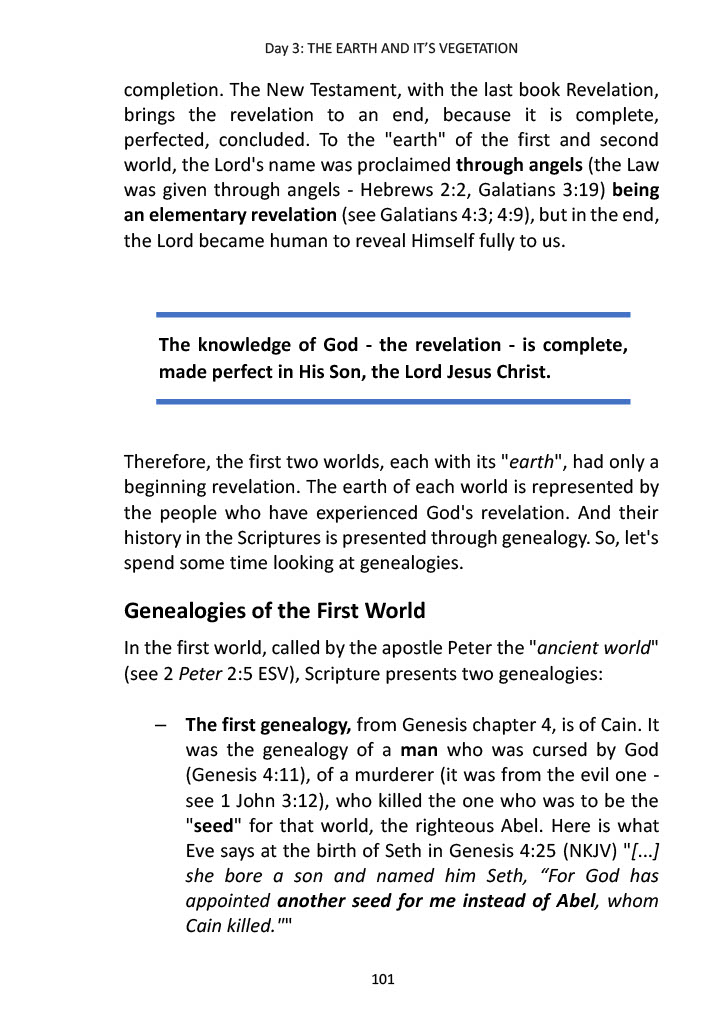 Day 3: THE EARTH AND IT’S VEGETATION
completion. The New Testament, with the last book Revelation,
brings the revelation to an end, because it is complete,
perfected, concluded. To the "earth" of the first and second
world, the Lord's name was proclaimed through angels (the Law
was given through angels - Hebrews 2:2, Galatians 3:19) being
an elementary revelation (see Galatians 4:3; 4:9), but in the end,
the Lord became human to reveal Himself fully to us.
The knowledge of God - the revelation - is complete,
made perfect in His Son, the Lord Jesus Christ.
Therefore, the first two worlds, each with its "earth", had only a
beginning revelation. The earth of each world is represented by
the people who have experienced God's revelation. And their
history in the Scriptures is presented through genealogy. So, let's
spend some time looking at genealogies.
Genealogies of the First World
In the first world, called by the apostle Peter the "ancient world"
(see 2 Peter 2:5 ESV), Scripture presents two genealogies:
– The first genealogy, from Genesis chapter 4, is of Cain. It
was the genealogy of a man who was cursed by God
(Genesis 4:11), of a murderer (it was from the evil one -
see 1 John 3:12), who killed the one who was to be the
"seed" for that world, the righteous Abel. Here is what
Eve says at the birth of Seth in Genesis 4:25 (NKJV) "[...]
she bore a son and named him Seth, “For God has
appointed another seed for me instead of Abel, whom
Cain killed.""
101